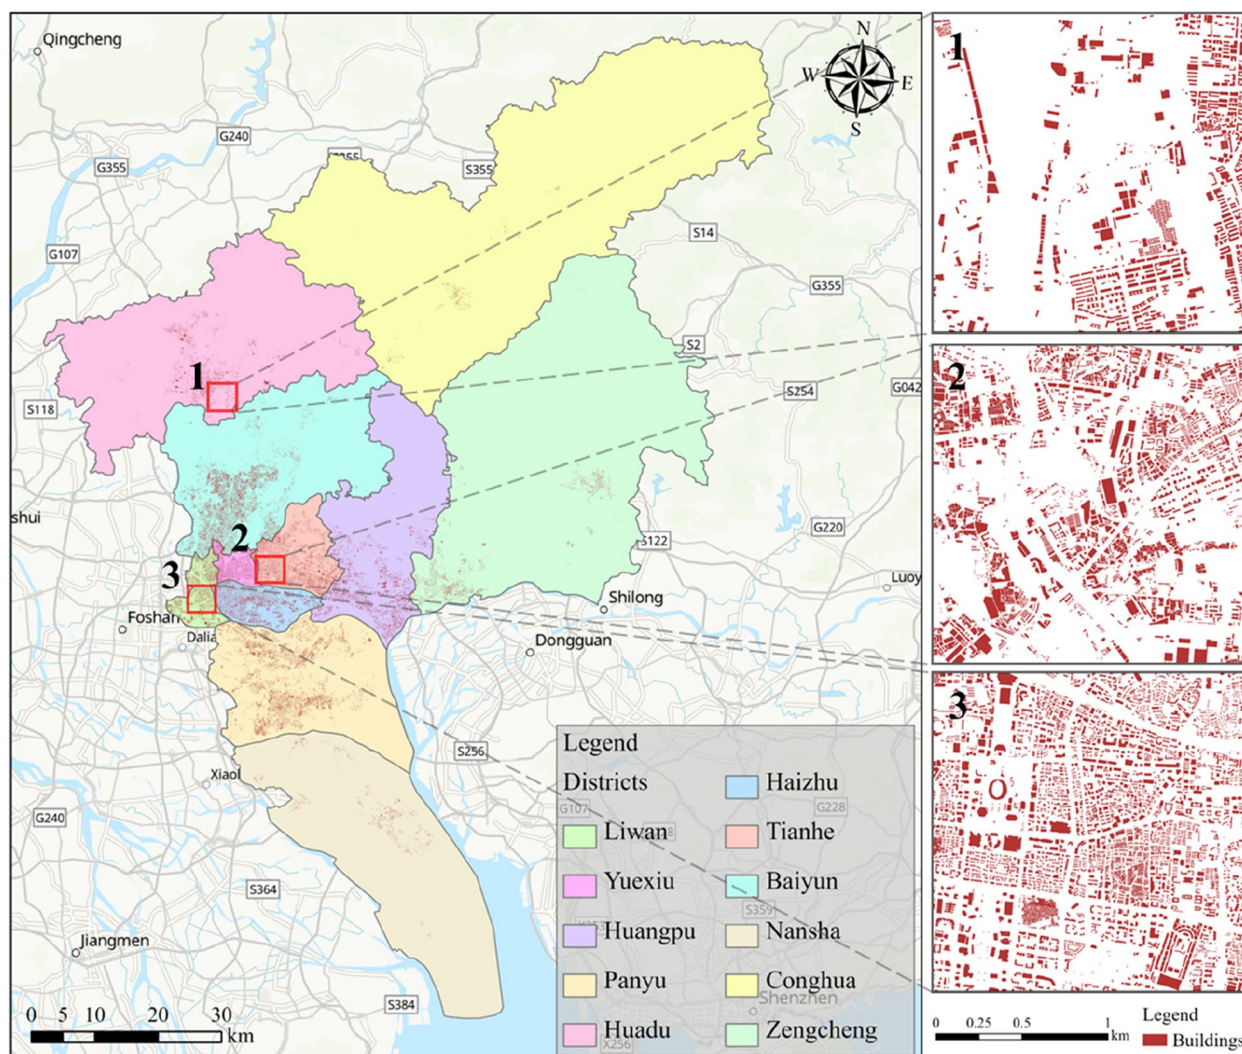 Qingcheng
N
W
E
S
G240
G355
S355
G107
S14
G355
S2
S254
G042
S118
1
1
2
2
3
3
shui
G220
S122
Luoy
Shilong
Foshan
Dalia
Dongguan
S256
Xiaol
G240
S364
Jiangmen
S384
Legend
Districts
Haizhu
Liwan
Tianhe
Yuexiu
Baiyun
Huangpu
Nansha
Panyu
Conghua
Huadu
Zengcheng
G107
G228
S359
Shenzhen
X256
0 5 10 20 30
km
0 0.25 0.5 1
km
Legend
Buildings